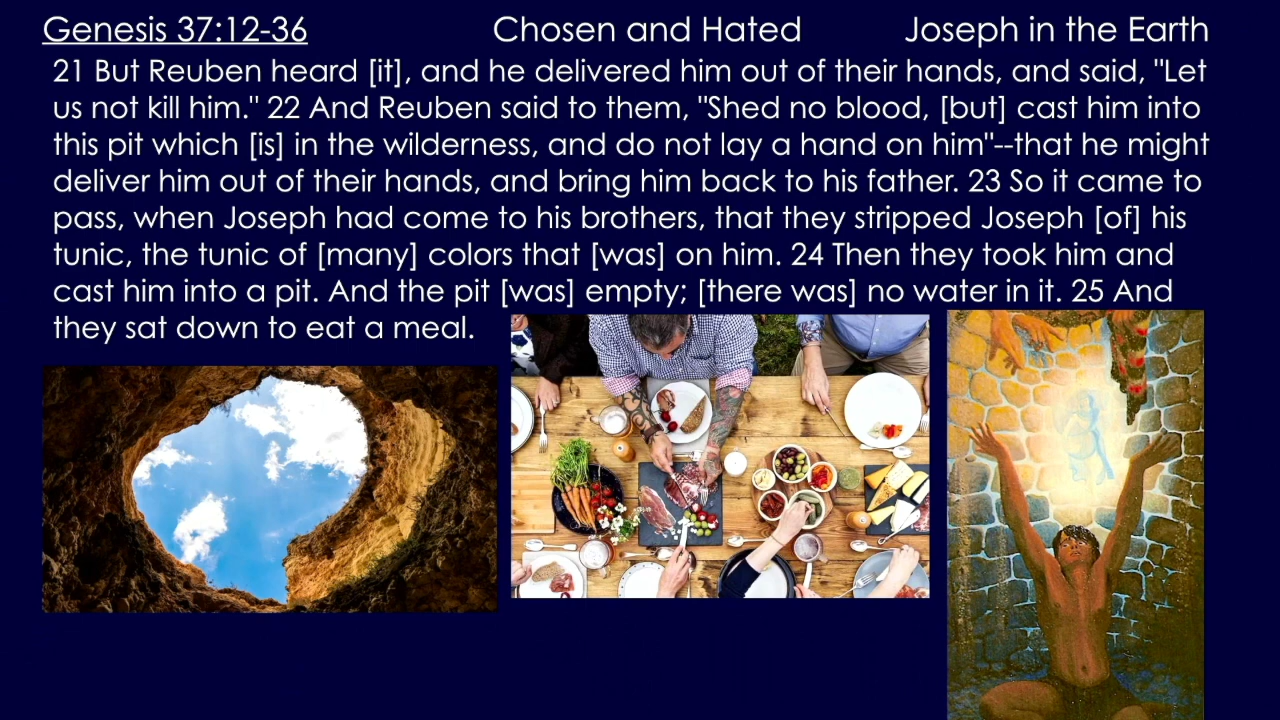 Genesis 37:12-36 Chosen and Hated Joseph in the Earth
21 But Reuben heard [it], and he delivered him out of their hands, and said, "Let
us not kill him." 22 And Reuben said to them, "Shed no blood, [but] cast him into
this pit which [is] in the wilderness, and do not lay a hand on him"--that he might
deliver him out of their hands, and bring him back to his father. 23 So it came to
pass, when Joseph had come to his brothers, that they stripped Joseph [of] his
tunic, the tunic of [many] colors that [was] on him. 24 Then they took him and
cast him into a pit. And the pit [was] empty; [there was] no water in it. 25 And
they sat down to eat a meal.